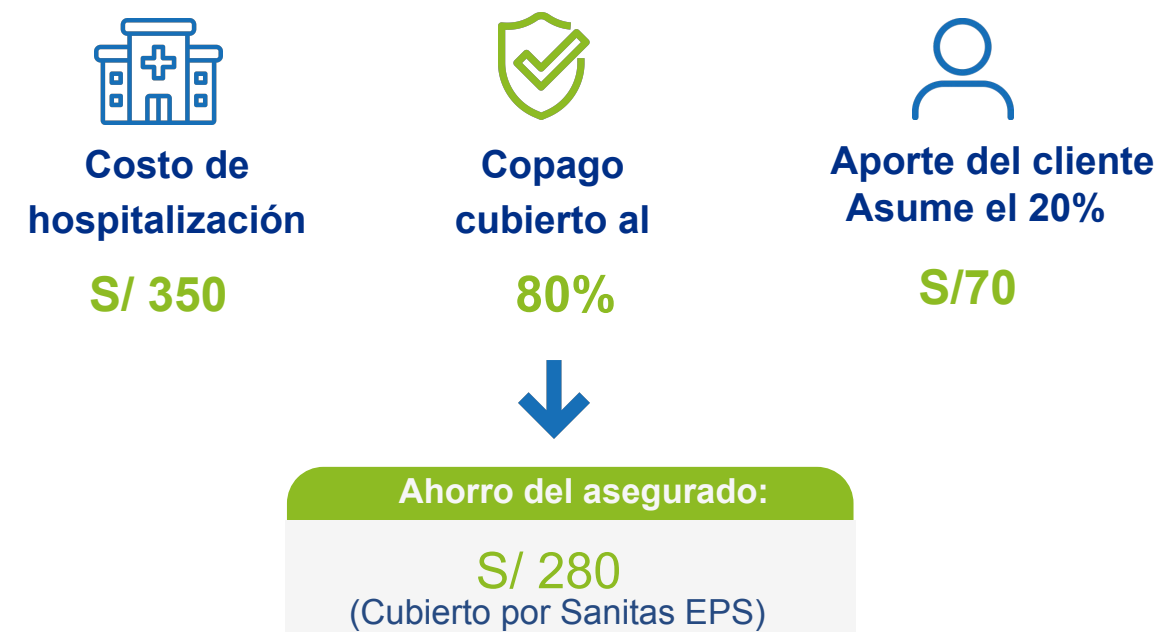 Costo de
hospitalización
S/ 350
Copago
cubierto al
80%
Aporte del cliente
Asume el 20%
S/70
Ahorro del asegurado:
S/ 280
(Cubierto por Sanitas EPS)